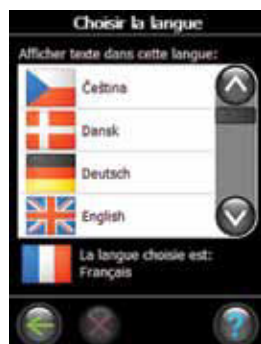 Choisir la langue
Afficher texte dans cette langue:
Čeština
Dansk
Deutsch
English
La langue choisie est:
Français
?